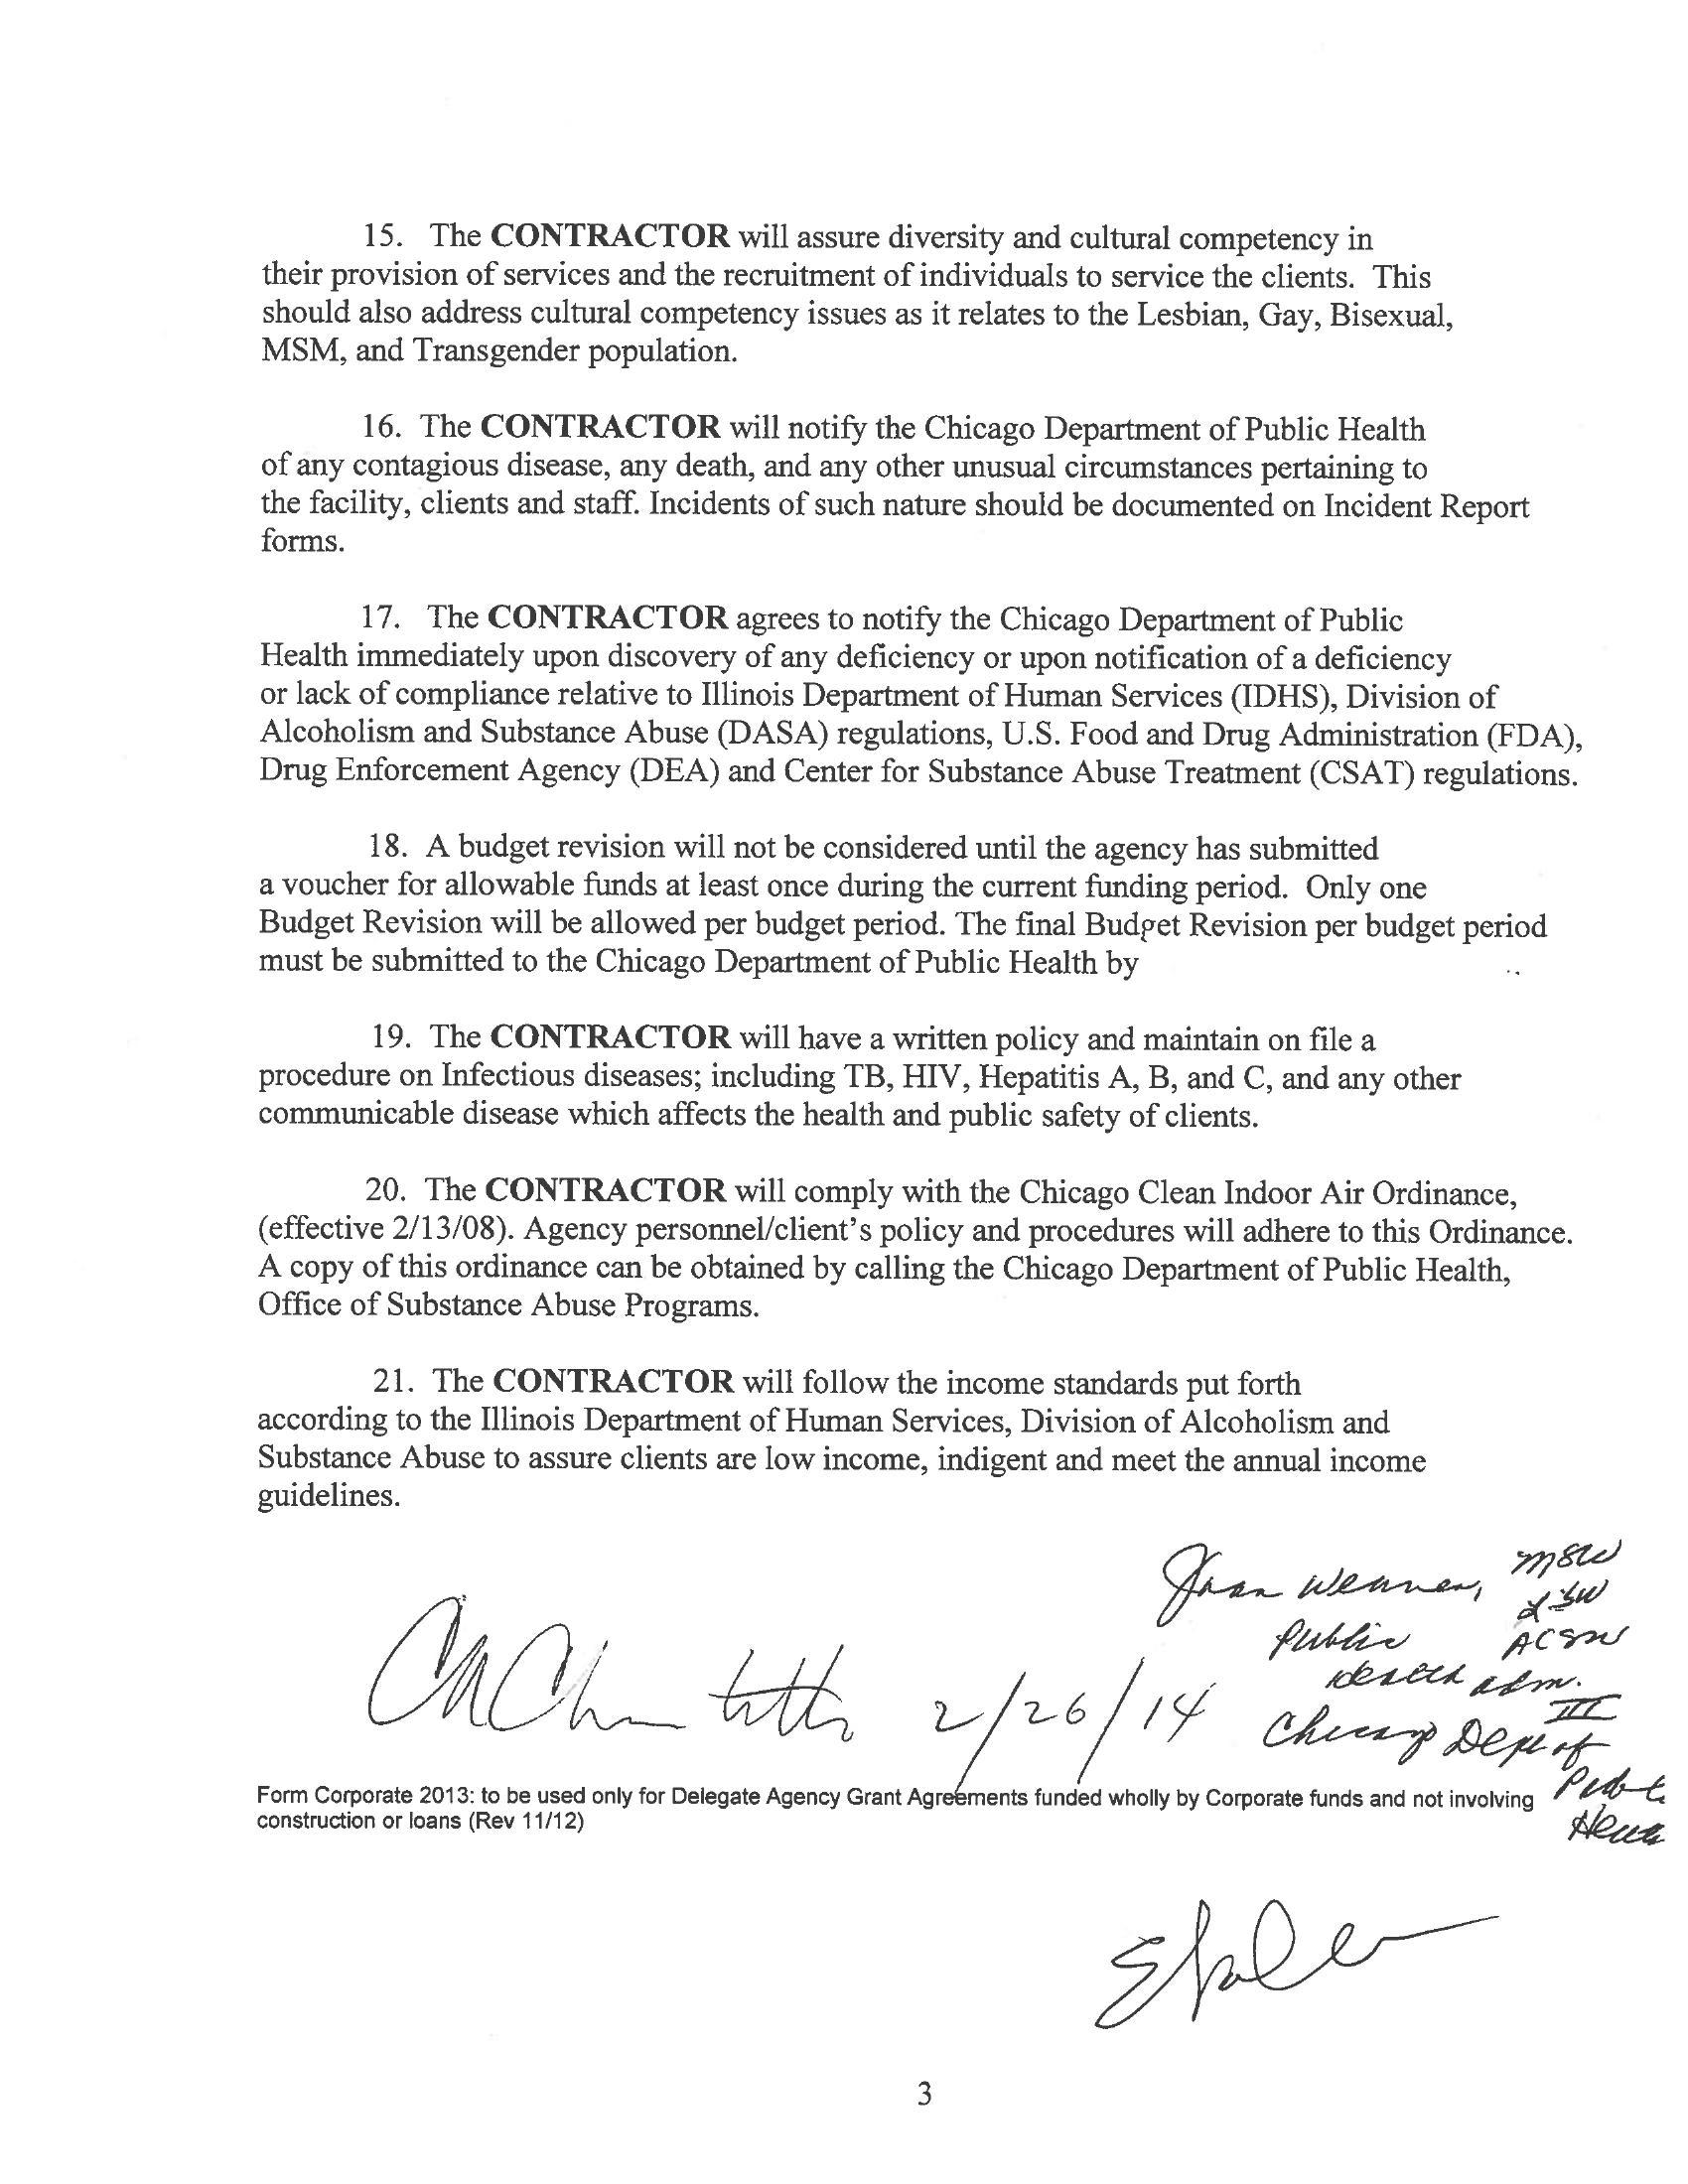 15. The CONTRACTOR will assure diversity and cultural competency in
their provision of services and the recruitment of individuals to service the clients. This
should also address cultural competency issues as it relates to the Lesbian, Gay, Bisexual,
MSM, and Transgender population.
16. The CONTRACTOR will notify the Chicago Department of Public Health
of any contagious disease, any death, and any other unusual circumstances pertaining to
the facility, clients and staff. Incidents of such nature should be documented on Incident Report
forms.
17. The CONTRACTOR agrees to notify the Chicago Department of Public
Health immediately upon discovery of any deficiency or upon notification of a deficiency
or lack of compliance relative to Illinois Department of Human Services (IDHS), Division of
Alcoholism and Substance Abuse (DASA) regulations, U.S. Food and Drug Administration (FDA),
Drug Enforcement Agency (DEA) and Center for Substance Abuse Treatment (CSAT) regulations.
18. A budget revision will not be considered until the agency has submitted
a voucher for allowable funds at least once during the current funding period. Only one
Budget Revision will be allowed per budget period. The final Budget Revision per budget period
must be submitted to the Chicago Department of Public Health by
19. The CONTRACTOR will have a written policy and maintain on file a
procedure on Infectious diseases; including TB, HIV, Hepatitis A, B, and C, and any other
communicable disease which affects the health and public safety of clients.
20. The CONTRACTOR will comply with the Chicago Clean Indoor Air Ordinance,
(effective 2/13/08). Agency personnel/client's policy and procedures will adhere to this Ordinance.
A copy of this ordinance can be obtained by calling the Chicago Department of Public Health,
Office of Substance Abuse Programs.
21. The CONTRACTOR will follow the income standards put forth
according to the Illinois Department of Human Services, Division of Alcoholism and
Substance Abuse to assure clients are low income, indigent and meet the annual income
guidelines.
MSW
LSW
Public ACSW
Health Adm.
III
2/26/14
Chicago Dept of
Public
Health
Form Corporate 2013: to be used only for Delegate Agency Grant Agreements funded wholly by Corporate funds and not involving
construction or loans (Rev 11/12)
3